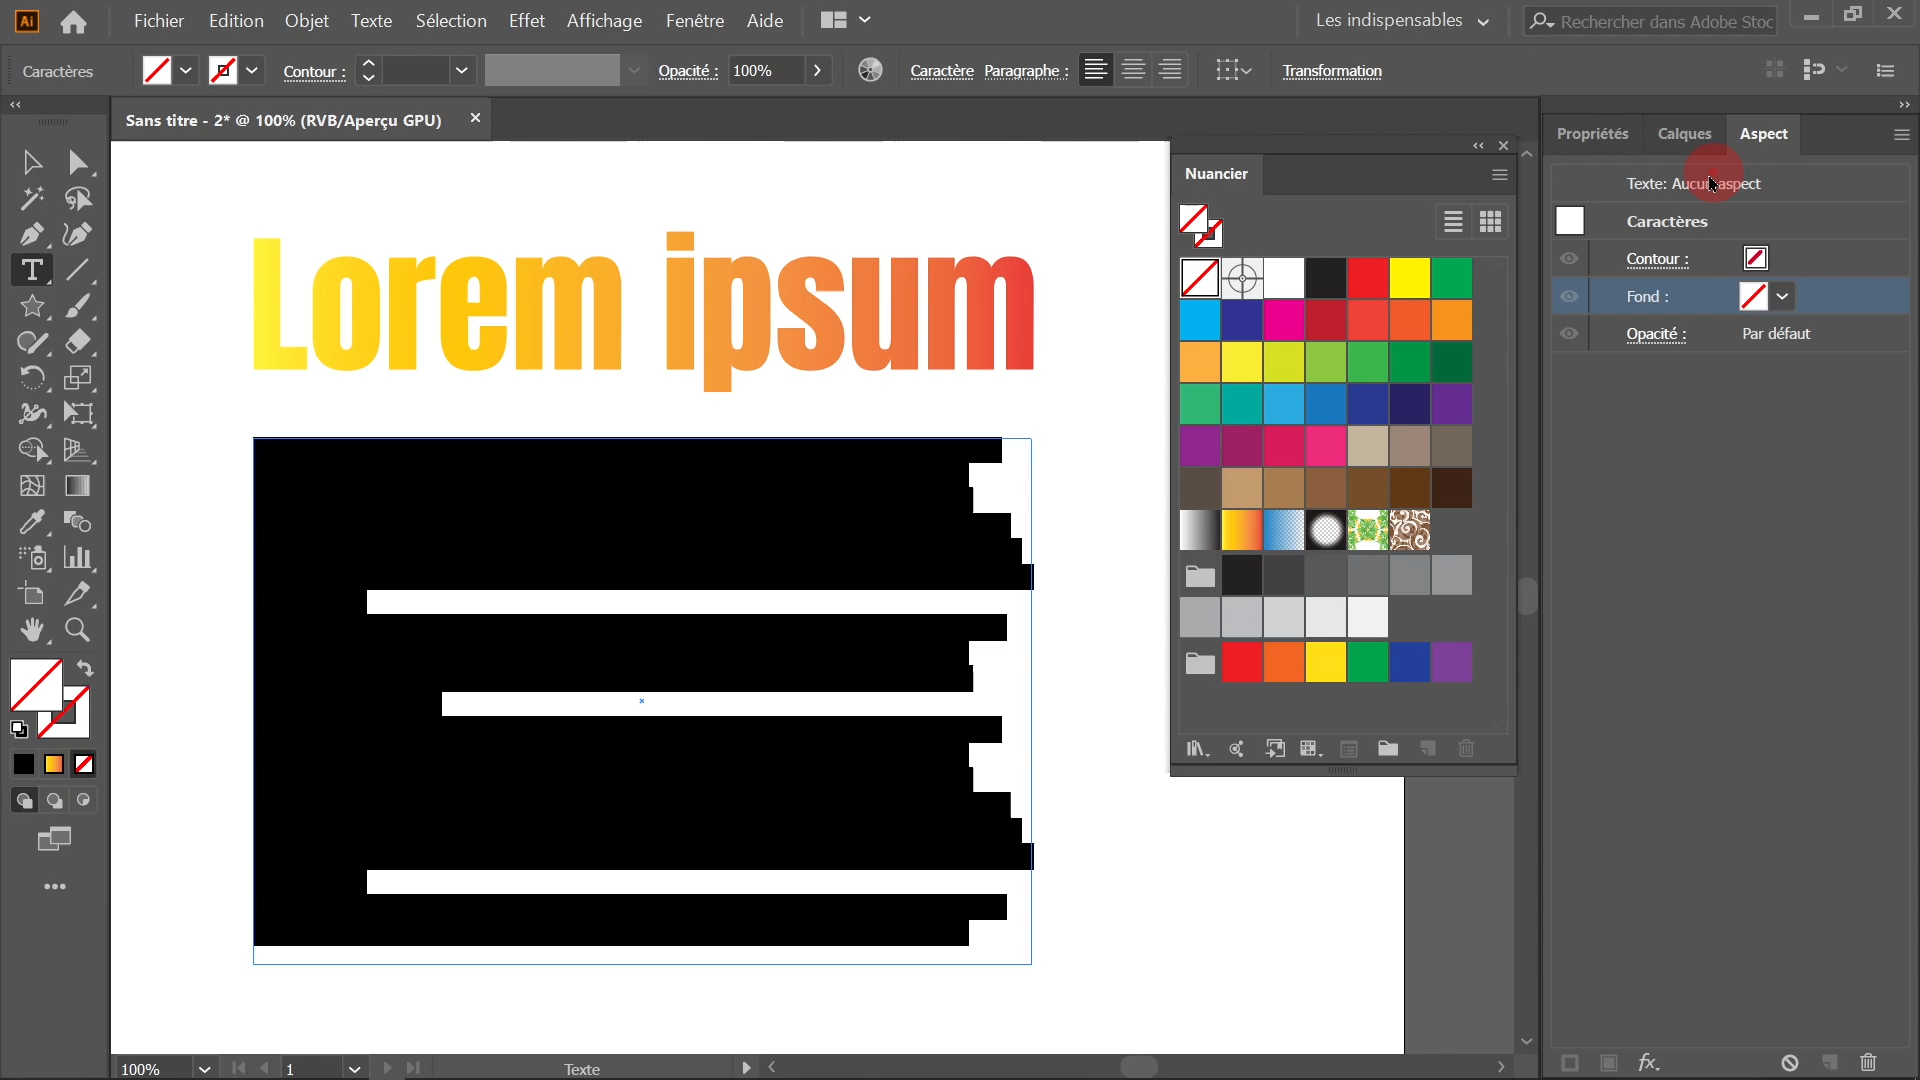 Ai Fichier Edition Objet Texte Sélection Effet Affichage Fenêtre Aide Les indispensables Rechercher dans Adobe Stoc
Caractères Contour : Opacité : 100% Caractère Paragraphe : Transformation
Sans titre - 2* @ 100% (RVB/Aperçu GPU)
Propriétés Calques Aspect
Nuancier
Texte: Aucun aspect
Caractères
Contour :
Fond :
Opacité : Par défaut
Lorem ipsum
100% 1 Texte
fx